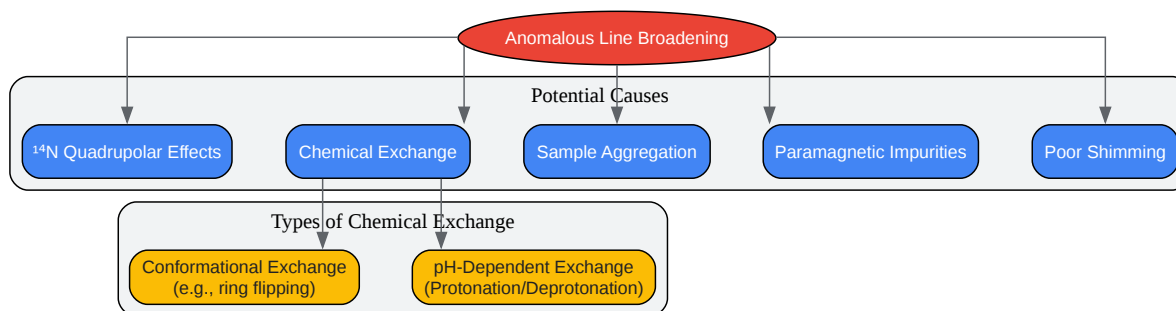 Anomalous Line Broadening
Potential Causes
¹⁴N Quadrupolar Effects
Chemical Exchange
Sample Aggregation
Paramagnetic Impurities
Poor Shimming
Types of Chemical Exchange
Conformational Exchange
(e.g., ring flipping)
pH-Dependent Exchange
(Protonation/Deprotonation)